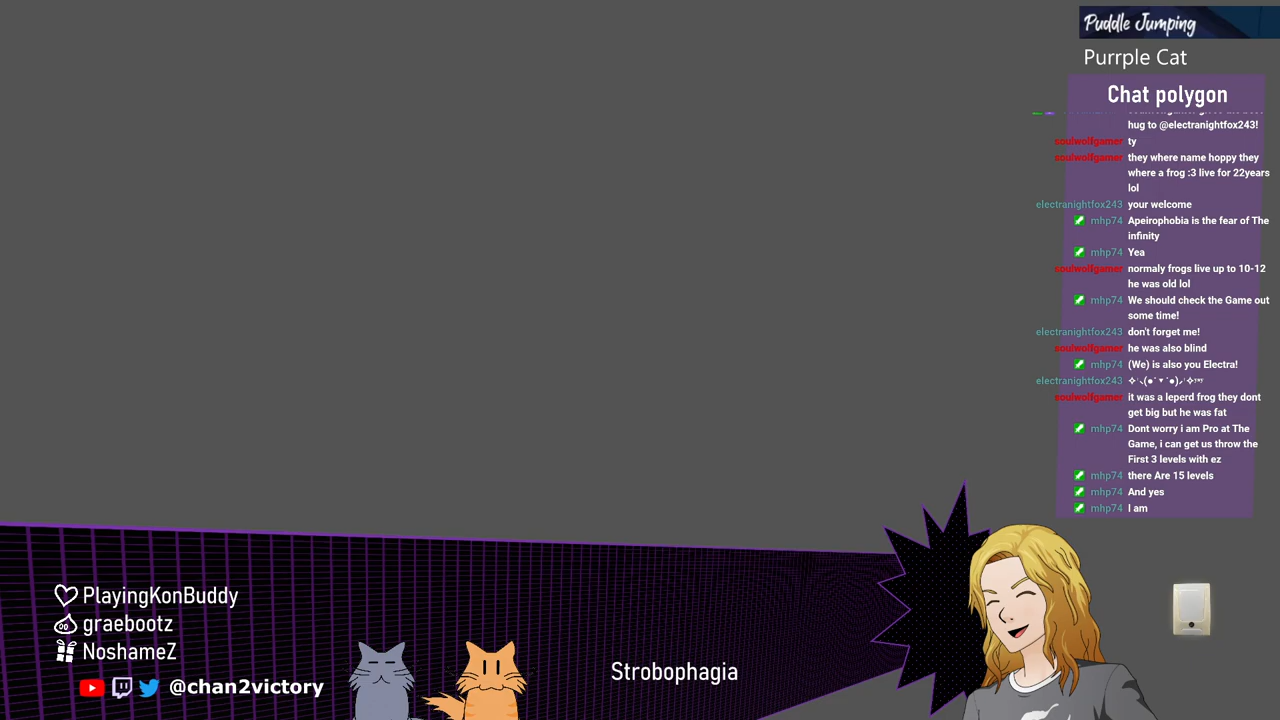 Puddle Jumping
Purrple Cat
Chat polygon
hug to @electranightfox243!
soulwolfgamer ty
soulwolfgamer they where name hoppy they
where a frog :3 live for 22years
lol
electranightfox243 your welcome
mhp74 Apeirophobia is the fear of The
infinity
mhp74 Yea
soulwolfgamer normaly frogs live up to 10-12
he was old lol
mhp74 We should check the Game out
some time!
electranightfox243 don't forget me!
soulwolfgamer he was also blind
mhp74 (We) is also you Electra!
electranightfox243
soulwolfgamer it was a leperd frog they dont
get big but he was fat
mhp74 Dont worry i am Pro at The
Game, i can get us throw the
First 3 levels with ez
mhp74 there Are 15 levels
mhp74 And yes
mhp74 I am
PlayingKonBuddy
graebootz
NoshameZ
@chan2victory
Strobophagia